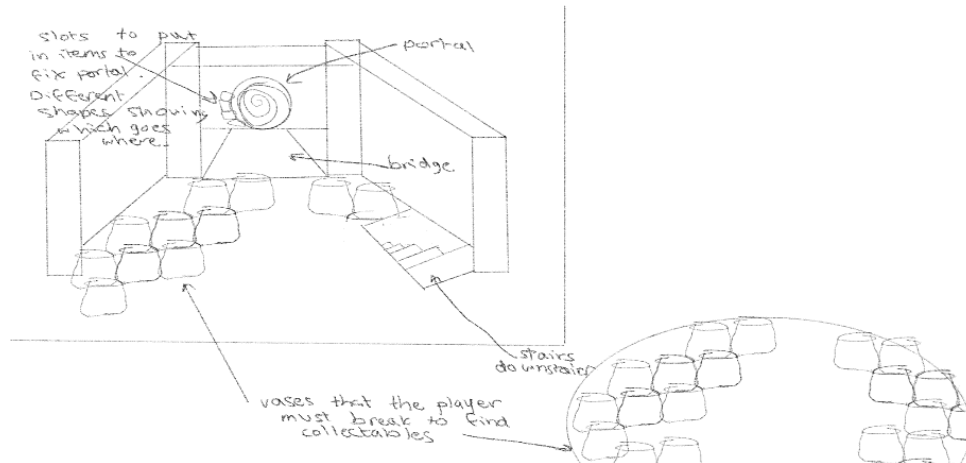 slots to put
in items to
fix portal.
Different
shapes showing
which goes
where.
portal
bridge
stairs
downstairs
vases that the player
must break to find
collectables